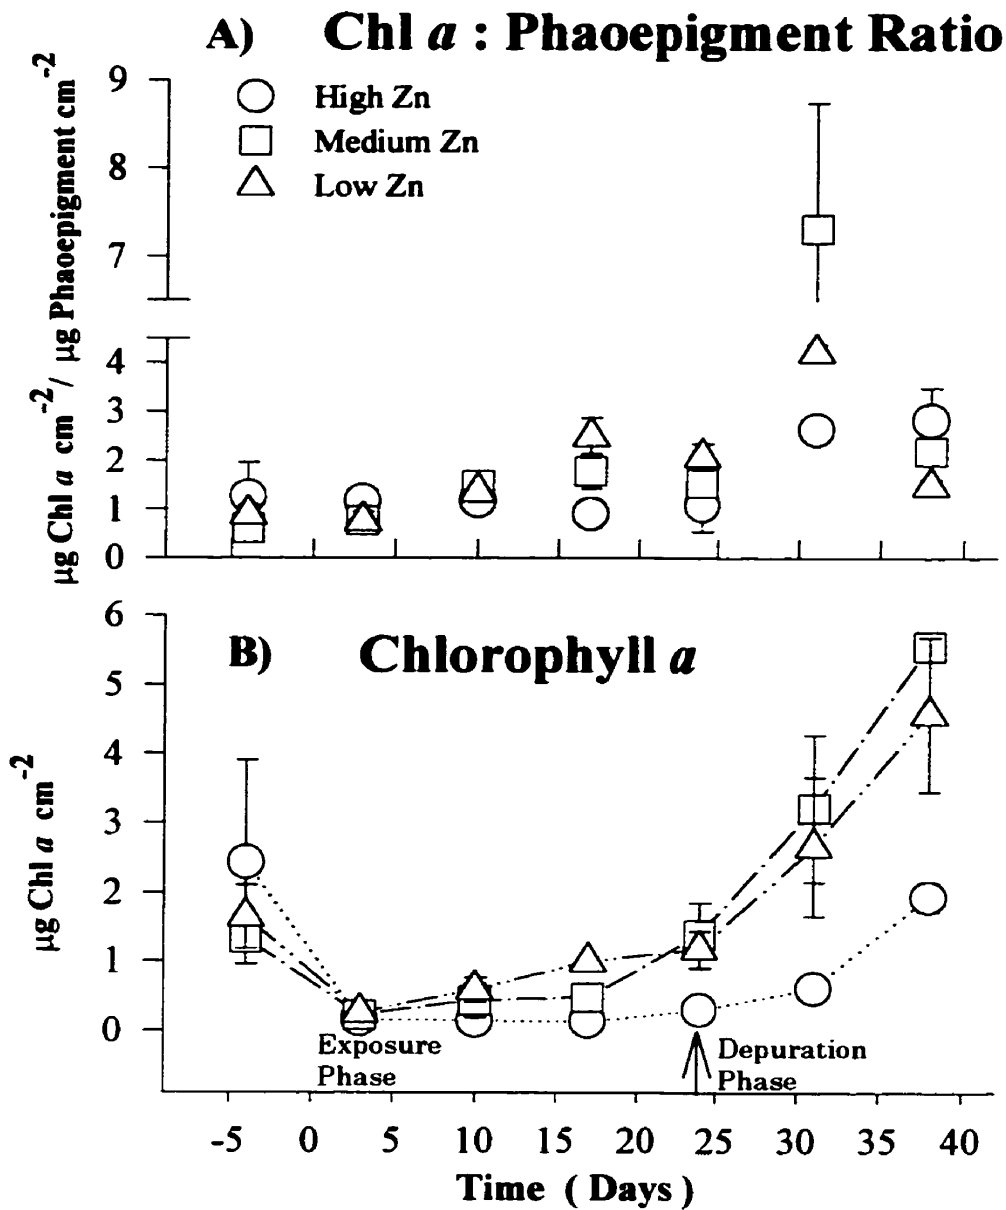 A) Chl a : Phaoepigment Ratio
µg Chl a cm-2/ µg Phaoepigment cm-2
9
8
7
4
3
2
1
0
High Zn
Medium Zn
Low Zn
B) Chlorophyll a
µg Chl a cm-2
6
5
4
3
2
1
0
Exposure
Phase
Depuration
Phase
-5 0 5 10 15 20 25 30 35 40
Time ( Days )